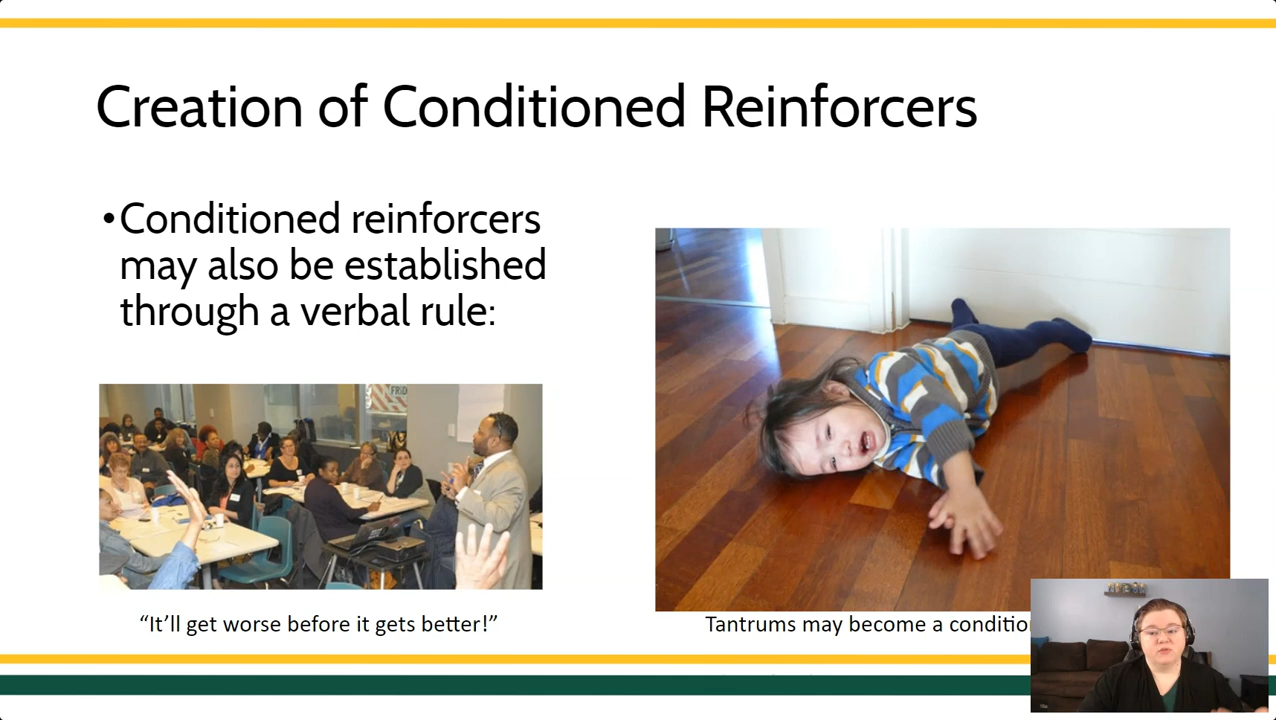 Creation of Conditioned Reinforcers
•Conditioned reinforcers
may also be established
through a verbal rule:
“It’ll get worse before it gets better!”
Tantrums may become a